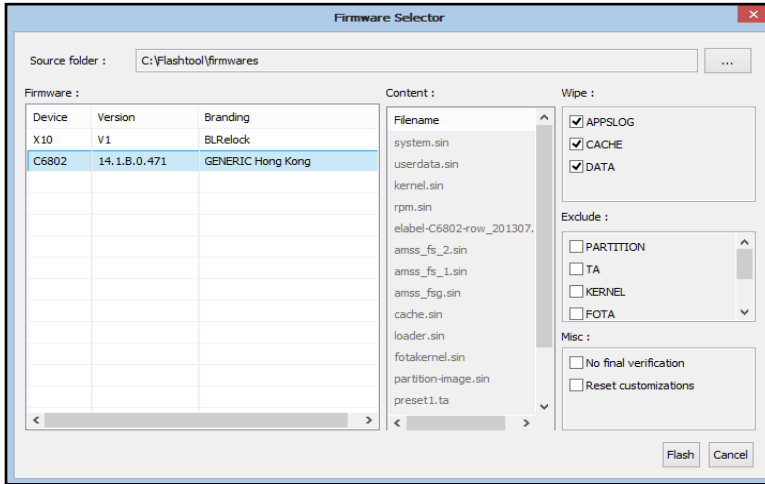 Firmware Selector
Source folder : C:\Flashtool\firmwares ...
Firmware :
Device Version Branding
X10 V1 BLRelock
C6802 14.1.B.0.471 GENERIC Hong Kong
Content :
Filename
system.sin
userdata.sin
kernel.sin
rpm.sin
elabel-C6802-row_201307.
amss_fs_2.sin
amss_fs_1.sin
amss_fsg.sin
cache.sin
loader.sin
fotakernel.sin
partition-image.sin
preset1.ta
Wipe :
APPSLOG
CACHE
DATA
Exclude :
PARTITION
TA
KERNEL
FOTA
Misc :
No final verification
Reset customizations
Flash Cancel